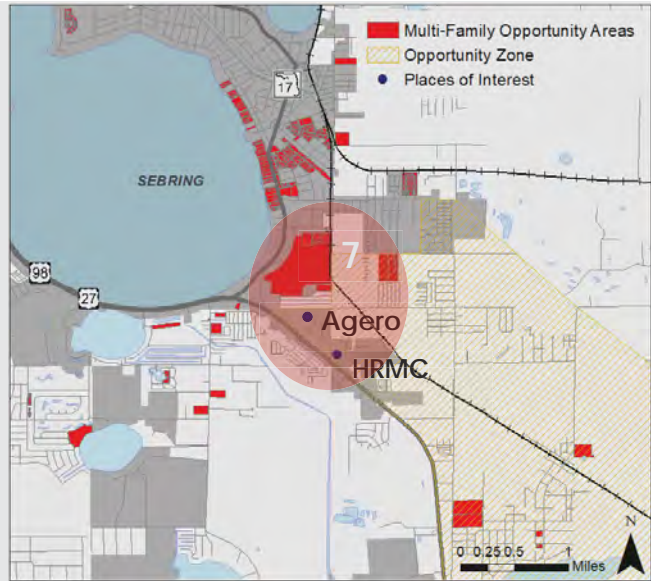 Multi-Family Opportunity Areas
Opportunity Zone
Places of Interest
17
SEBRING
7
98
27
Agero
HRMC
N
0 0.25 0.5 1
Miles